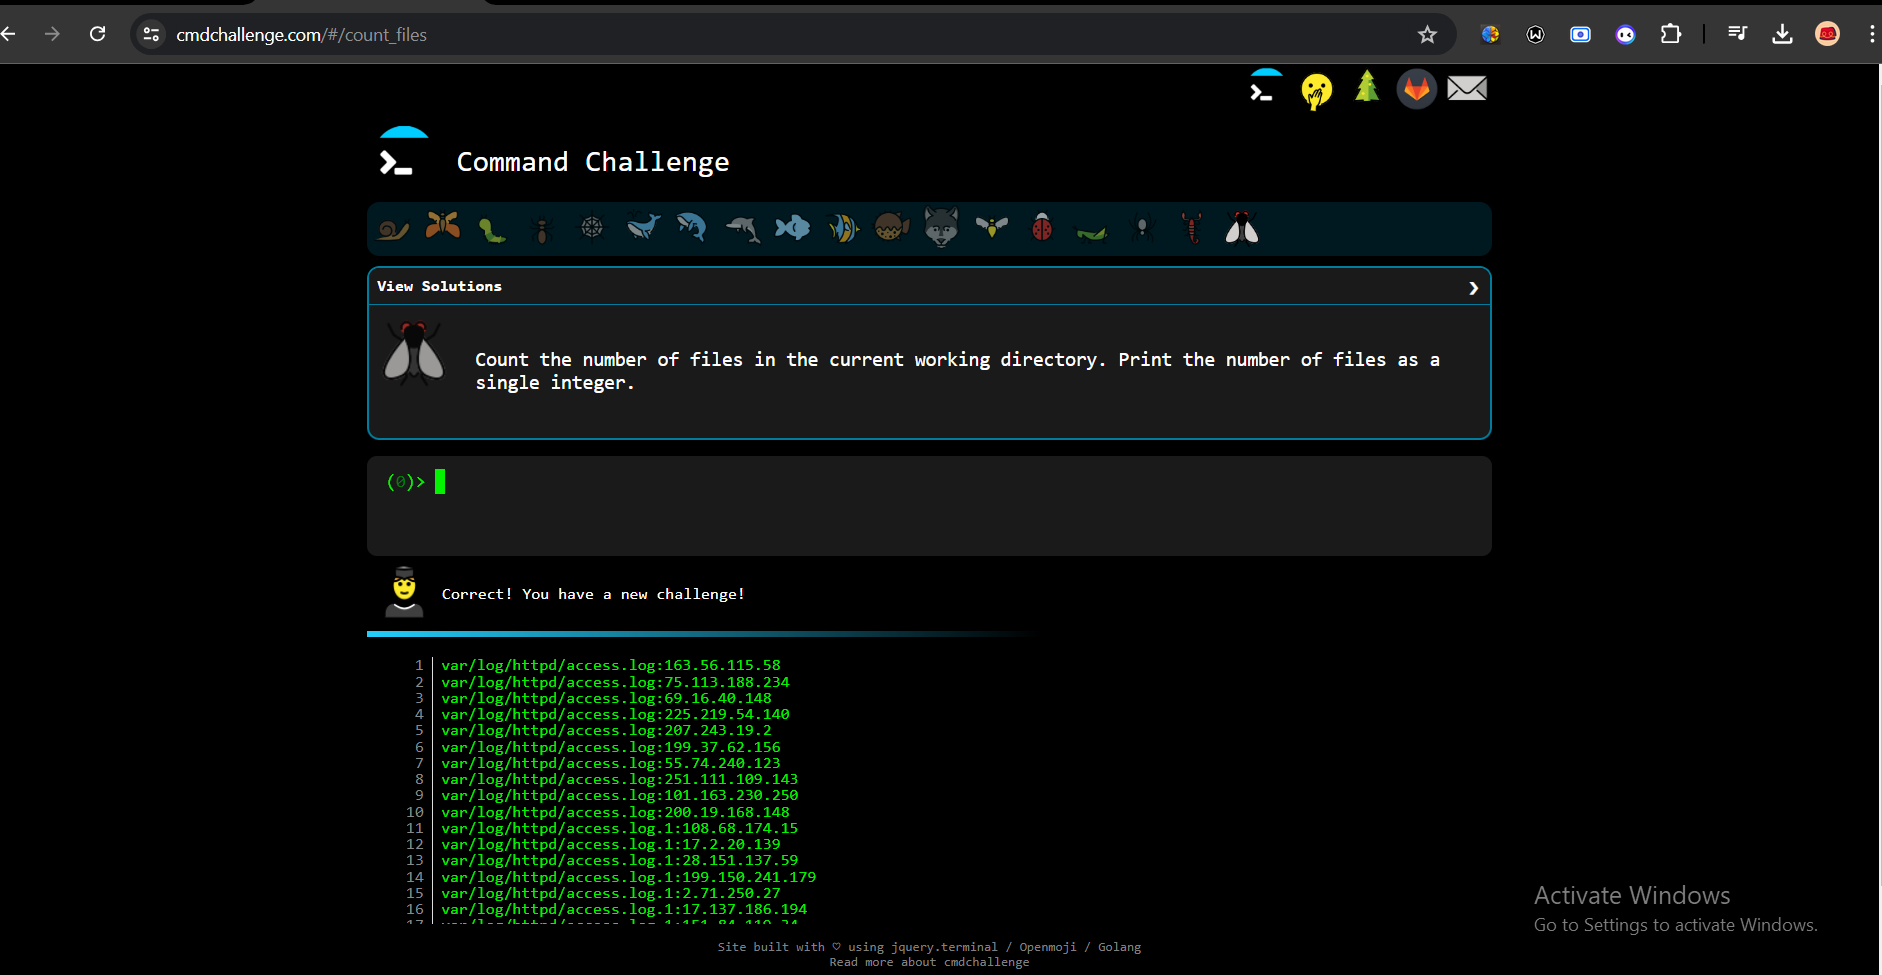 cmdchallenge.com/#/count_files
Command Challenge
View Solutions
Count the number of files in the current working directory. Print the number of files as a
single integer.
(0)>
Correct! You have a new challenge!
1 var/log/httpd/access.log:163.56.115.58
2 var/log/httpd/access.log:75.113.188.234
3 var/log/httpd/access.log:69.16.40.148
4 var/log/httpd/access.log:225.219.54.140
5 var/log/httpd/access.log:207.243.19.2
6 var/log/httpd/access.log:199.37.62.156
7 var/log/httpd/access.log:55.74.240.123
8 var/log/httpd/access.log:251.111.109.143
9 var/log/httpd/access.log:101.163.230.250
10 var/log/httpd/access.log:200.19.168.148
11 var/log/httpd/access.log.1:108.68.174.15
12 var/log/httpd/access.log.1:17.2.20.139
13 var/log/httpd/access.log.1:28.151.137.59
14 var/log/httpd/access.log.1:199.150.241.179
15 var/log/httpd/access.log.1:2.71.250.27
16 var/log/httpd/access.log.1:17.137.186.194
Activate Windows
Go to Settings to activate Windows.
Site built with ♡ using jquery.terminal / Openmoji / Golang
Read more about cmdchallenge